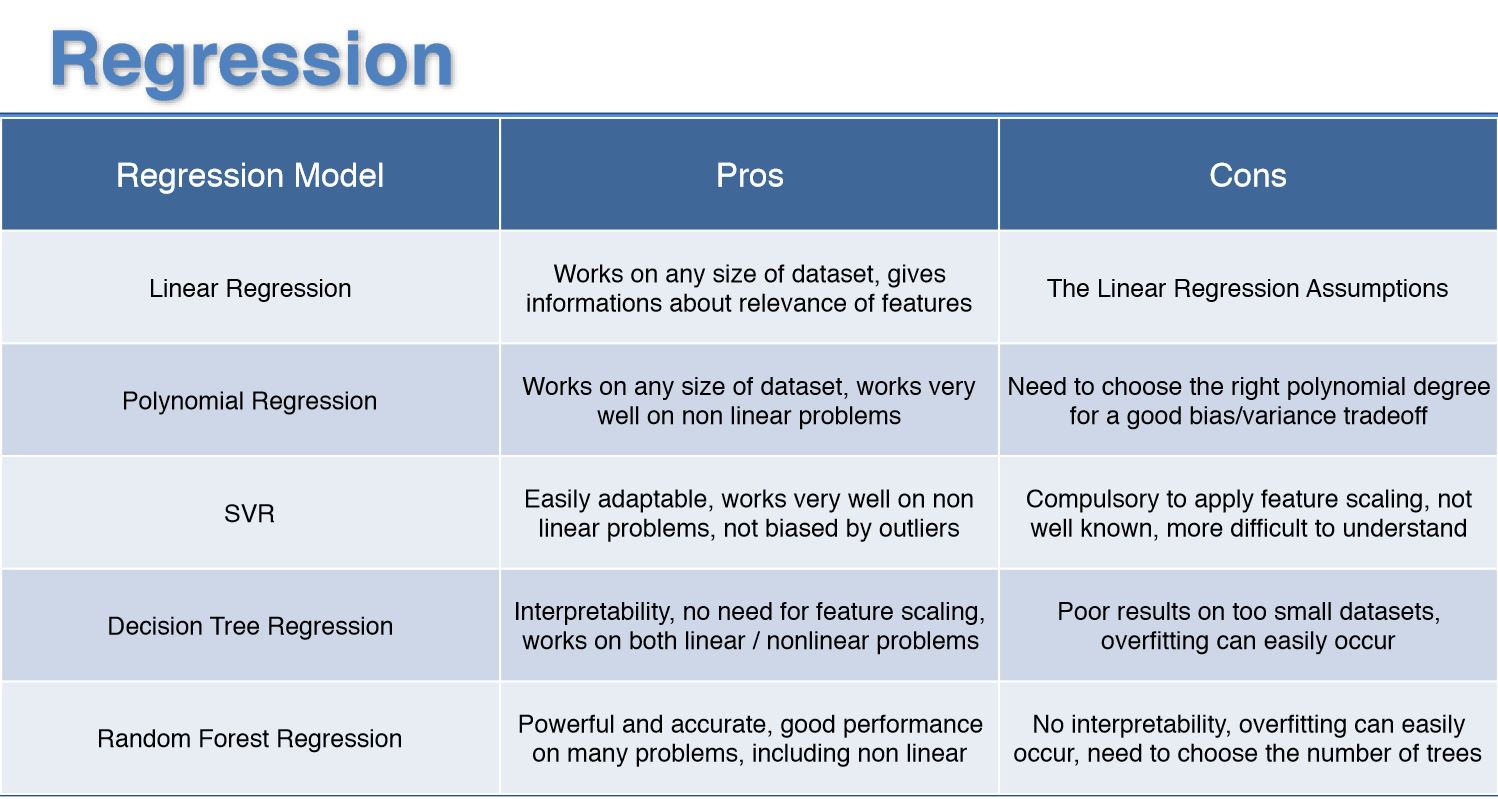 Regression
Regression Model
Pros
Cons
Linear Regression
Works on any size of dataset, gives
informations about relevance of features
The Linear Regression Assumptions
Polynomial Regression
Works on any size of dataset, works very
well on non linear problems
Need to choose the right polynomial degree
for a good bias/variance tradeoff
SVR
Easily adaptable, works very well on non
linear problems, not biased by outliers
Compulsory to apply feature scaling, not
well known, more difficult to understand
Decision Tree Regression
Interpretability, no need for feature scaling,
works on both linear / nonlinear problems
Poor results on too small datasets,
overfitting can easily occur
Random Forest Regression
Powerful and accurate, good performance
on many problems, including non linear
No interpretability, overfitting can easily
occur, need to choose the number of trees